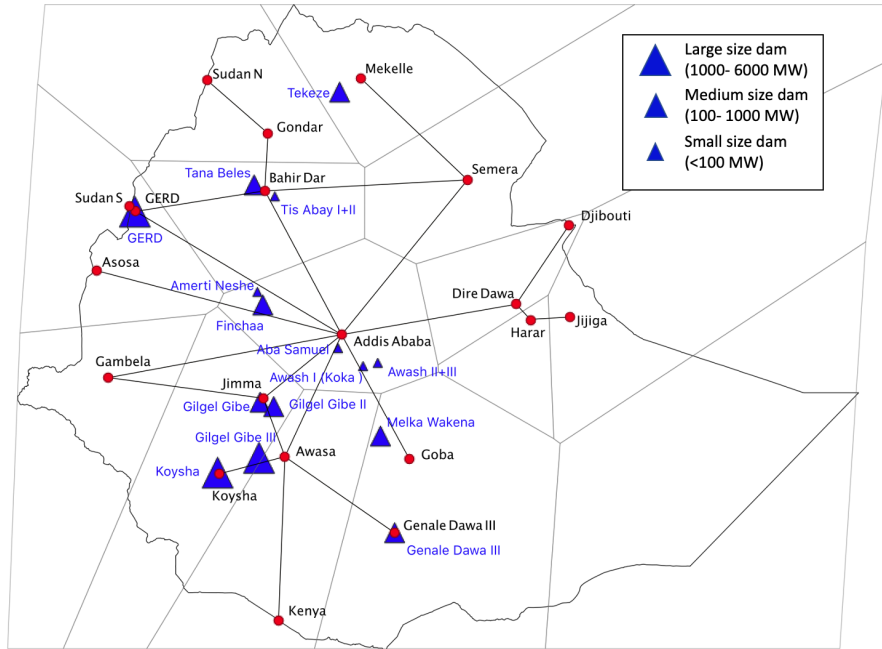 Large size dam
(1000- 6000 MW)
Medium size dam
(100- 1000 MW)
Small size dam
(<100 MW)
Mekelle
Sudan N
Tekeze
Gondar
Semera
Tana Beles
Bahir Dar
Sudan S
GERD
Tis Abay I+II
Djibouti
GERD
Asosa
Amerti Neshe
Dire Dawa
Finchaa
Jijiga
Harar
Addis Ababa
Aba Samuel
Gambela
Awash II+III
Awash I (Koka )
Jimma
Gilgel Gibe
Gilgel Gibe II
Melka Wakena
Gilgel Gibe III
Awasa
Goba
Koysha
Koysha
Genale Dawa III
Genale Dawa III
Kenya